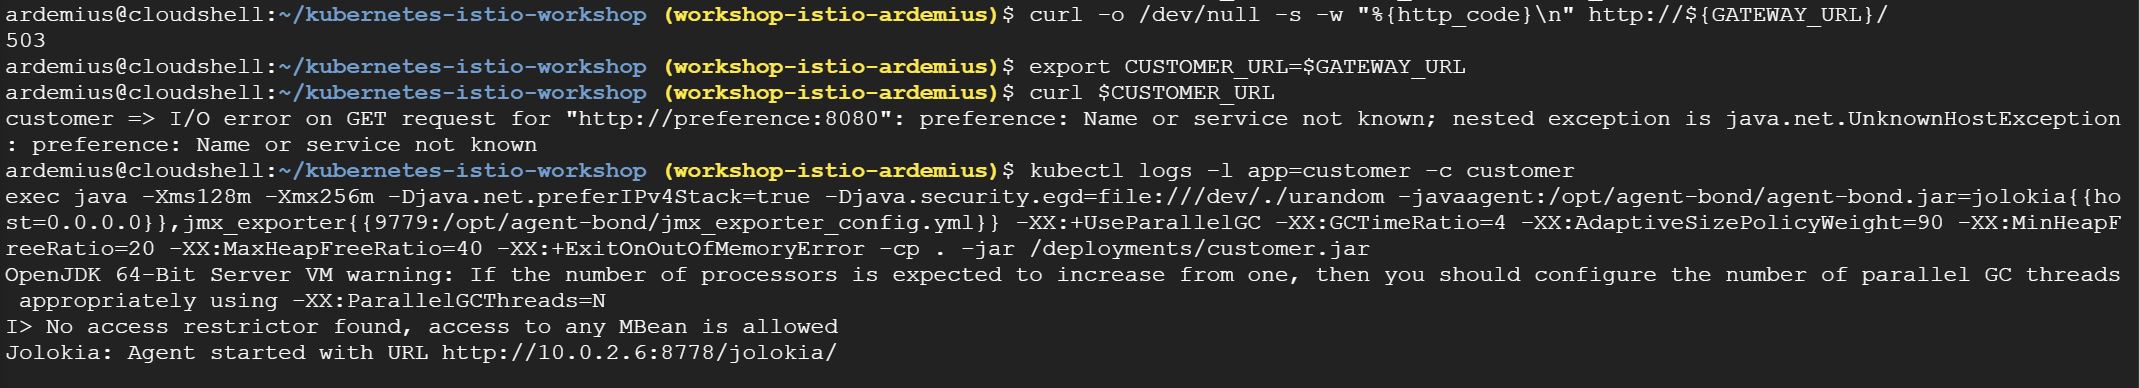 ardemius@cloudshell:~/kubernetes-istio-workshop (workshop-istio-ardemius)$ curl -o /dev/null -s -w "%{http_code}\n" http://${GATEWAY_URL}/
503
ardemius@cloudshell:~/kubernetes-istio-workshop (workshop-istio-ardemius)$ export CUSTOMER_URL=$GATEWAY_URL
ardemius@cloudshell:~/kubernetes-istio-workshop (workshop-istio-ardemius)$ curl $CUSTOMER_URL
customer => I/O error on GET request for "http://preference:8080": preference: Name or service not known; nested exception is java.net.UnknownHostException
: preference: Name or service not known
ardemius@cloudshell:~/kubernetes-istio-workshop (workshop-istio-ardemius)$ kubectl logs -l app=customer -c customer
exec java -Xms128m -Xmx256m -Djava.net.preferIPv4Stack=true -Djava.security.egd=file:///dev/./urandom -javaagent:/opt/agent-bond/agent-bond.jar=jolokia{{ho
st=0.0.0.0}},jmx_exporter{{9779:/opt/agent-bond/jmx_exporter_config.yml}} -XX:+UseParallelGC -XX:GCTimeRatio=4 -XX:AdaptiveSizePolicyWeight=90 -XX:MinHeapF
reeRatio=20 -XX:MaxHeapFreeRatio=40 -XX:+ExitOnOutOfMemoryError -cp . -jar /deployments/customer.jar
OpenJDK 64-Bit Server VM warning: If the number of processors is expected to increase from one, then you should configure the number of parallel GC threads
 appropriately using -XX:ParallelGCThreads=N
I> No access restrictor found, access to any MBean is allowed
Jolokia: Agent started with URL http://10.0.2.6:8778/jolokia/